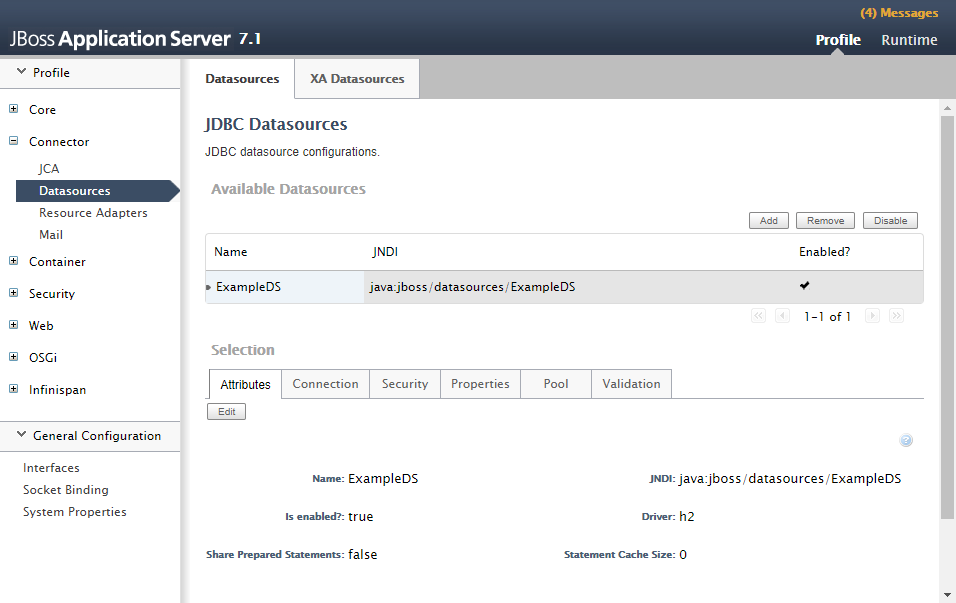 (4) Messages
JBoss Application Server 7.1
Profile Runtime
Profile
Core
Connector
JCA
Datasources
Resource Adapters
Mail
Container
Security
Web
OSGi
Infinispan
General Configuration
Interfaces
Socket Binding
System Properties
Datasources XA Datasources
JDBC Datasources
JDBC datasource configurations.
Available Datasources
Add Remove Disable
Name JNDI Enabled?
ExampleDS java:jboss/datasources/ExampleDS ✔
1-1 of 1
Selection
Attributes Connection Security Properties Pool Validation
Edit
Name: ExampleDS JNDI: java:jboss/datasources/ExampleDS
Is enabled?: true Driver: h2
Share Prepared Statements: false Statement Cache Size: 0